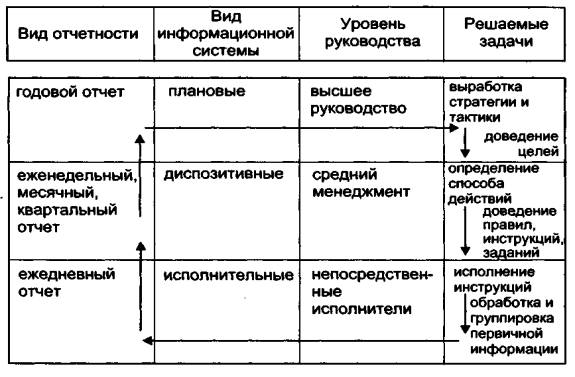 Вид отчетности
Вид
информационной
системы
Уровень
руководства
Решаемые
задачи
годовой отчет
плановые
высшее
руководство
выработка
стратегии и
тактики
доведение
целей
еженедельный,
месячный,
квартальный
отчет
диспозитивные
средний
менеджмент
определение
способа
действий
доведение
правил,
инструкций,
заданий
ежедневный
отчет
исполнительные
непосредствен-
ные
исполнители
исполнение
инструкций
обработка и
группировка
первичной
информации